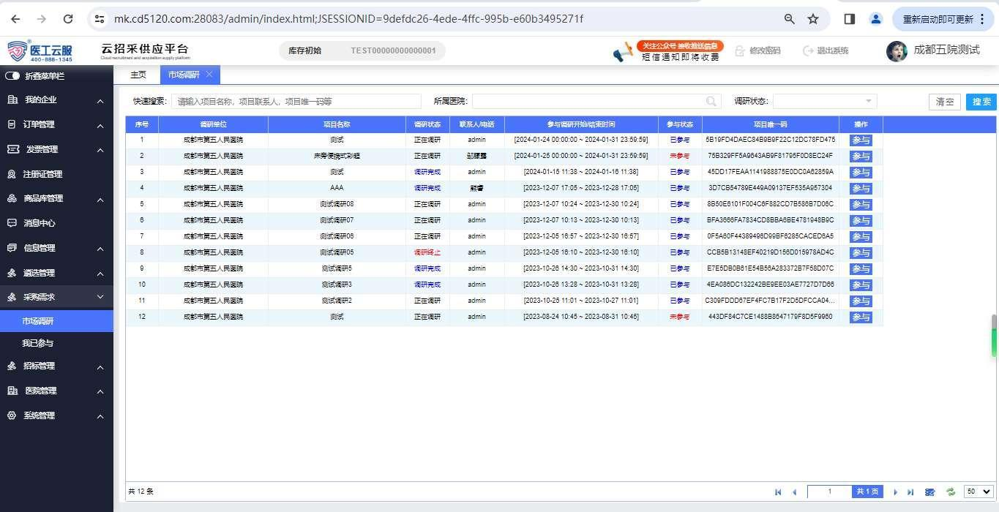 mk.cd5120.com:28083/admin/index.html;JSESSIONID=9defdc26-4ede-4ffc-995b-e60b3495271f
重新启动即可更新
医工云服
400-888-1345
云招采供应平台
Cloud recruitment and acquisition supply platform
库存初始 TEST00000000000001
关注公众号 接收推送信息
短信通知即将收费
修改密码
退出系统
成都五院测试
折叠菜单栏
我的企业
订单管理
发票管理
注册证管理
商品库管理
消息中心
信息管理
遴选管理
采购需求
市场调研
我已参与
招标管理
医院管理
系统管理
主页 市场调研
快速搜索: 请输入项目名称，项目联系人，项目唯一码等 所属医院: 调研状态: 清空 搜索
序号 调研单位 项目名称 调研状态 联系人/电话 参与调研开始/结束时间 参与状态 项目唯一码 操作
1 成都市第五人民医院 测试 正在调研 admin [2024-01-24 00:00:00 ~ 2024-01-31 23:59:59] 已参与 5B19FD4DAEC84B9B9F22C12DC78FD475 参与
2 成都市第五人民医院 床旁便携式彩超 正在调研 [2024-01-25 00:00:00 ~ 2024-01-31 23:59:59] 未参与 75B329FF5A9643AB9F81795F0D8EC24F 参与
3 成都市第五人民医院 测试 调研完成 admin [2024-01-15 11:38 ~ 2024-01-16 11:38] 已参与 45DD17FEAA1141988875E0DC0A62859A 参与
4 成都市第五人民医院 AAA 调研完成 熊睿 [2023-12-07 17:05 ~ 2023-12-28 17:05] 已参与 3D7CB54789E449A09137EF535A957304 参与
5 成都市第五人民医院 测试调研08 正在调研 admin [2023-12-07 10:24 ~ 2023-12-30 10:24] 已参与 8B50E6101F004C6F882CD7B586B7D06C 参与
6 成都市第五人民医院 测试调研07 正在调研 admin [2023-12-07 10:13 ~ 2023-12-30 10:13] 已参与 BFA3666FA7834CD8BBA6BE4781948B9C 参与
7 成都市第五人民医院 测试调研06 正在调研 admin [2023-12-05 16:57 ~ 2023-12-30 16:57] 已参与 0F5A60F44389496D99BF6285CACED6A5 参与
8 成都市第五人民医院 测试调研05 调研终止 admin [2023-12-05 16:10 ~ 2023-12-30 16:10] 已参与 CCB5B13148EF40219D156D015978AD4C 参与
9 成都市第五人民医院 测试调研5 调研完成 admin [2023-10-26 14:30 ~ 2023-10-31 14:30] 已参与 E7E5DB0B61E54B56A283372B7F58D07C 参与
10 成都市第五人民医院 测试调研3 调研完成 admin [2023-10-26 13:28 ~ 2023-10-31 13:28] 已参与 4EA086DC132242BE9EE03AE7727D7D66 参与
11 成都市第五人民医院 测试调研2 正在调研 admin [2023-10-25 11:01 ~ 2023-10-27 11:01] 已参与 C309FDDD67EF4FC7B17F2D5DFCCA04... 参与
12 成都市第五人民医院 测试 正在调研 admin [2023-08-24 10:45 ~ 2023-08-31 10:45] 未参与 443DF84C7CE1488B8647179F8D5F9960 参与
共 12 条 1 共 1 页 50